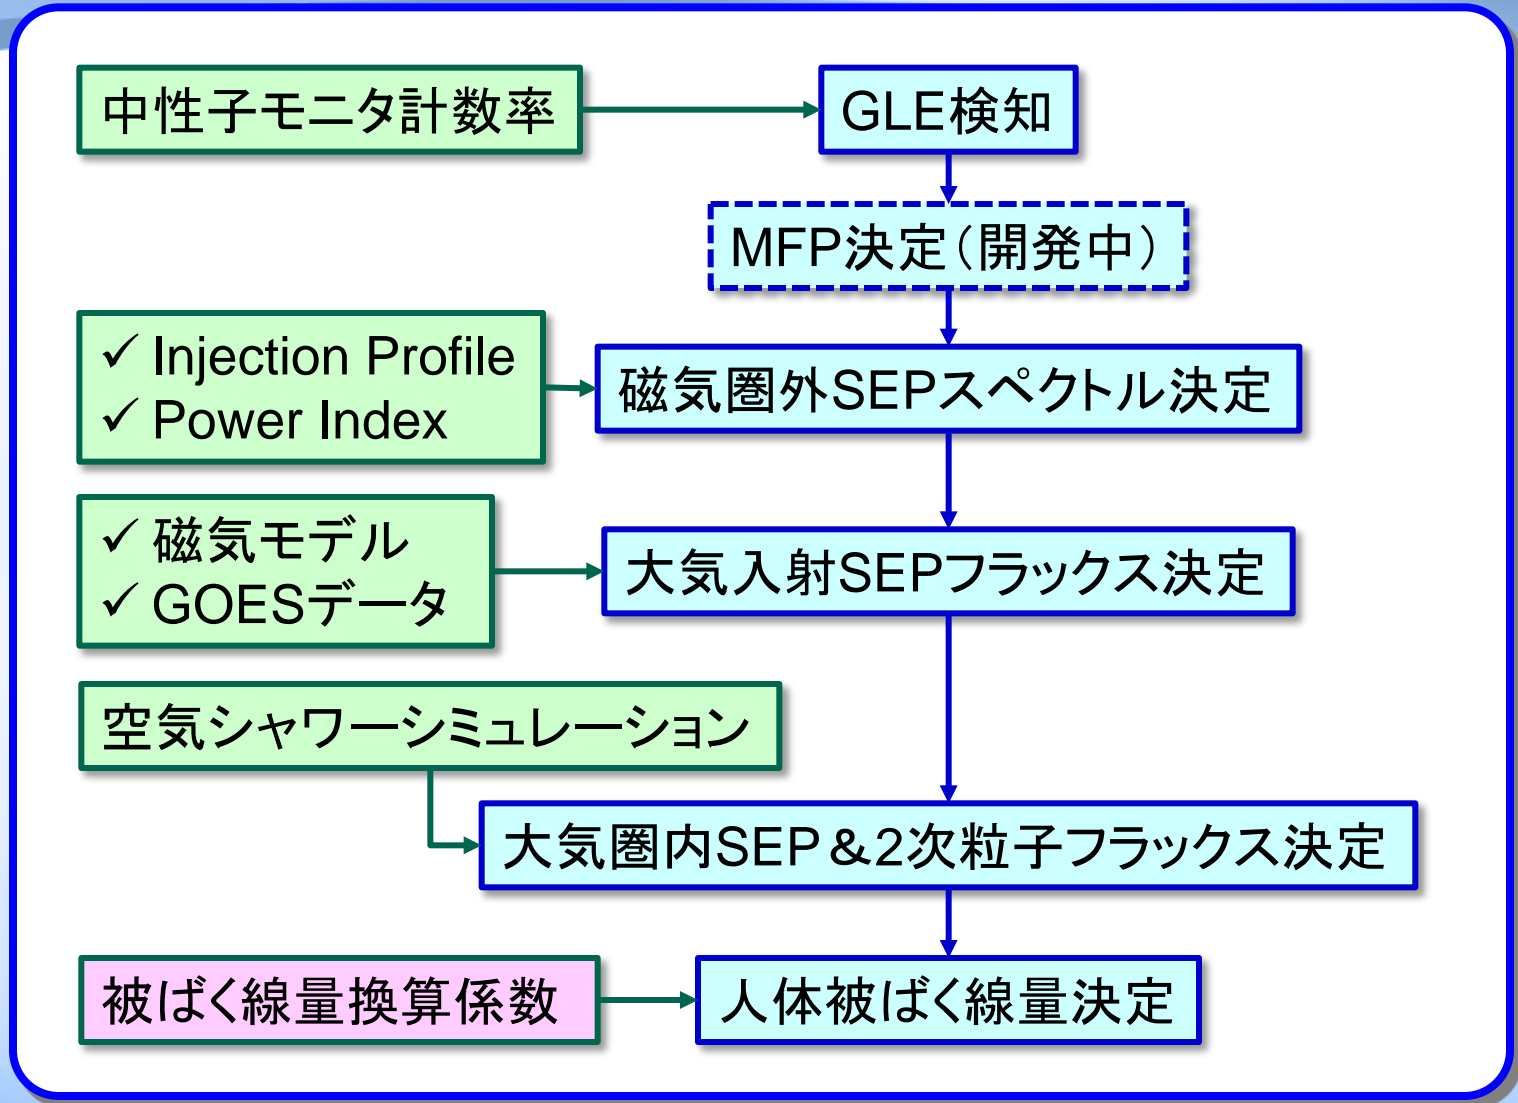 中性子モニタ計数率
GLE検知
MFP決定（開発中）
✓ Injection Profile
✓ Power Index
磁気圏外SEPスペクトル決定
✓ 磁気モデル
✓ GOESデータ
大気入射SEPフラックス決定
空気シャワーシミュレーション
大気圏内SEP＆2次粒子フラックス決定
被ばく線量換算係数
人体被ばく線量決定